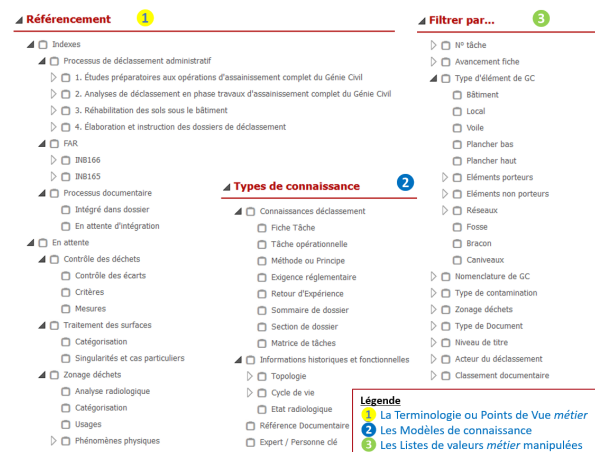 Référencement 1
Indexes
Processus de déclassement administratif
1. Études préparatoires aux opérations d'assainissement complet du Génie Civil
2. Analyses de déclassement en phase travaux d'assainissement complet du Génie Civil
3. Réhabilitation des sols sous le bâtiment
4. Élaboration et instruction des dossiers de déclassement
FAR
INB166
INB165
Processus documentaire
Intégré dans dossier
En attente d'intégration
En attente
Contrôle des déchets
Contrôle des écarts
Critères
Mesures
Traitement des surfaces
Catégorisation
Singularités et cas particuliers
Zonage déchets
Analyse radiologique
Catégorisation
Usages
Phénomènes physiques
Types de connaissance 2
Connaissances déclassement
Fiche Tâche
Tâche opérationnelle
Méthode ou Principe
Exigence réglementaire
Retour d'Expérience
Sommaire de dossier
Section de dossier
Matrice de tâches
Informations historiques et fonctionnelles
Topologie
Cycle de vie
Etat radiologique
Référence Documentaire
Expert / Personne clé
Filtrer par... 3
N° tâche
Avancement fiche
Type d'élément de GC
Bâtiment
Local
Voile
Plancher bas
Plancher haut
Eléments porteurs
Eléments non porteurs
Réseaux
Fosse
Bracon
Caniveaux
Nomenclature de GC
Type de contamination
Zonage déchets
Type de Document
Niveau de titre
Acteur du déclassement
Classement documentaire
Légende
1 La Terminologie ou Points de Vue métier
2 Les Modèles de connaissance
3 Les Listes de valeurs métier manipulées